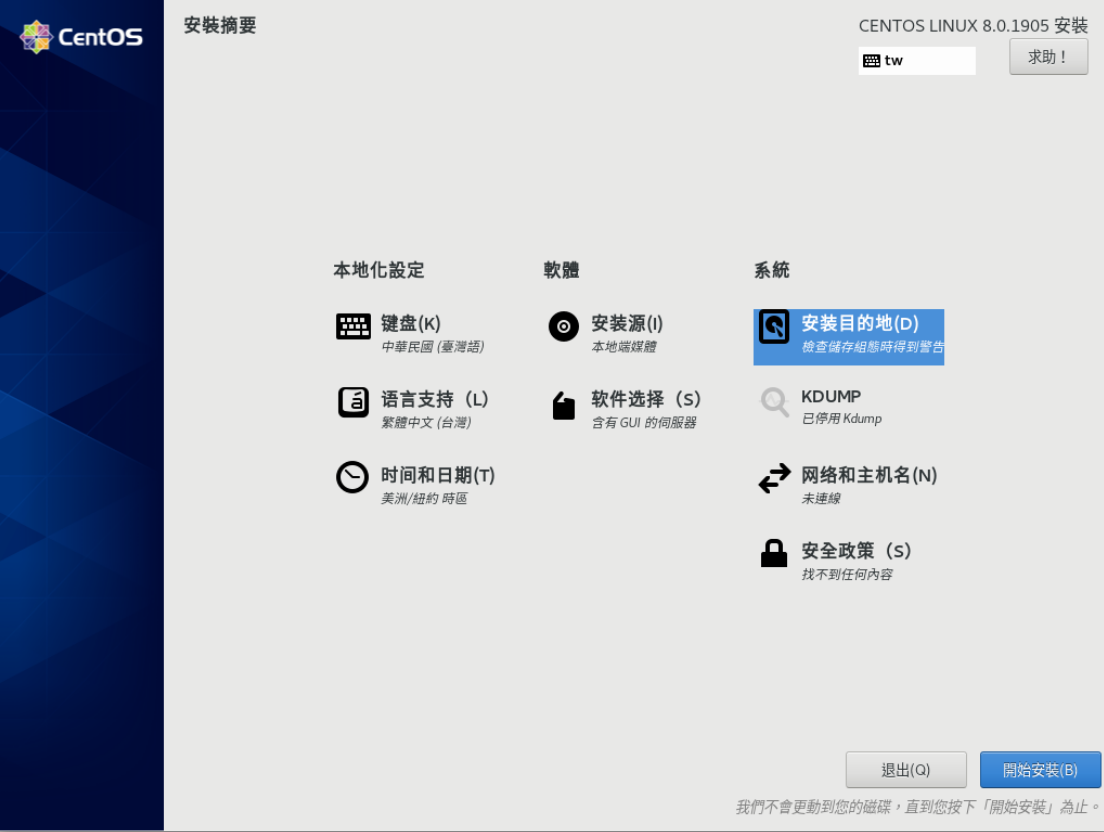 CentOS
安裝摘要
CENTOS LINUX 8.0.1905 安裝
tw
求助！
本地化設定
键盘(K)
中華民國 (臺灣語)
语言支持（L）
繁體中文 (台灣)
时间和日期(T)
美洲/紐約 時區
軟體
安装源(I)
本地端媒體
软件选择（S）
含有 GUI 的伺服器
系統
安装目的地(D)
檢查儲存組態時得到警告
KDUMP
已停用 Kdump
网络和主机名(N)
未連線
安全政策（S）
找不到任何內容
退出(Q)
開始安裝(B)
我們不會更動到您的磁碟，直到您按下「開始安裝」為止。